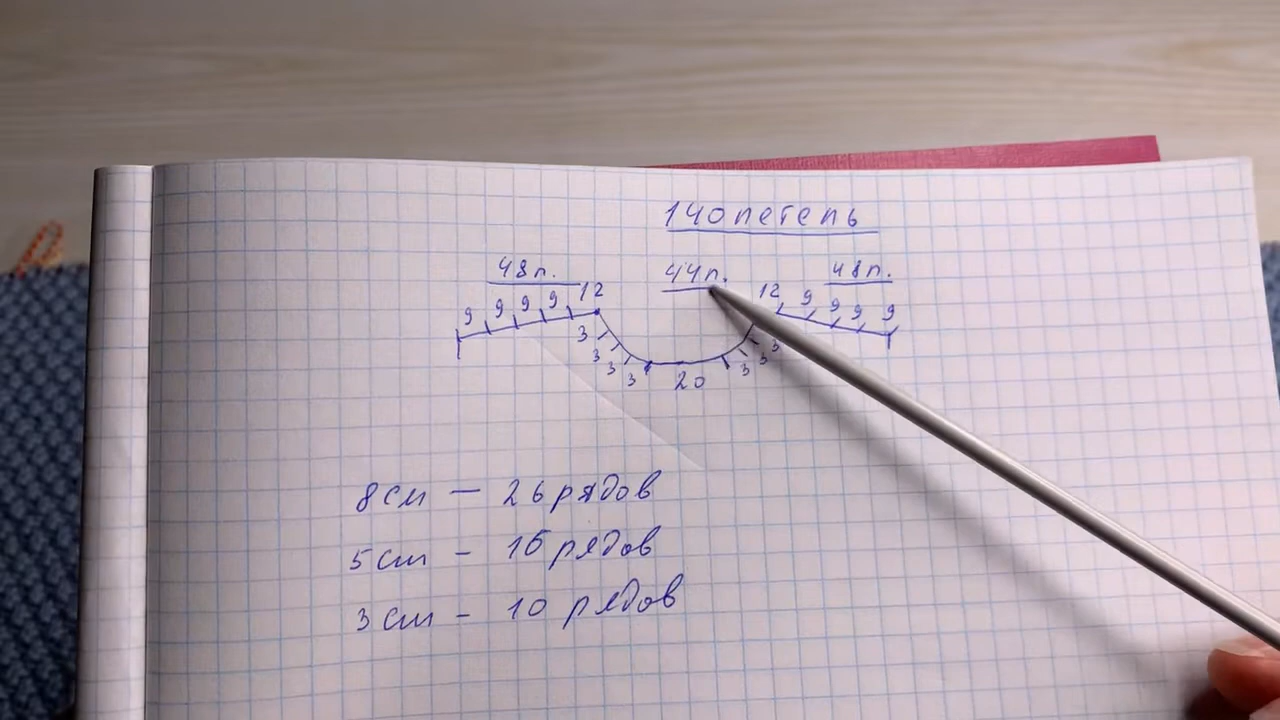 140 петель
48п. 44п. 48п.
9 9 9 9 12 12 9 9 9 9
3 3 3 3 20 3 3 3
8см — 26 рядов
5см - 16 рядов
3см - 10 рядов